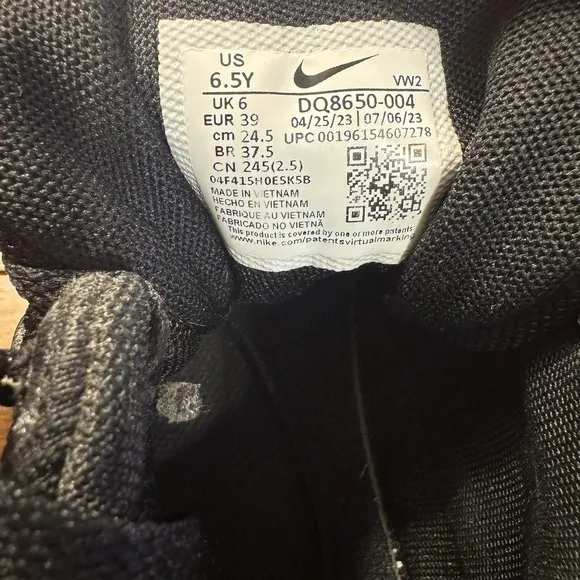 US
6.5Y
VW2
UK 6
DQ8650-004
EUR 39
04/25/23 | 07/06/23
cm 24.5
UPC 00196154607278
BR 37.5
CN 245(2.5)
04F415H0E5K5B
MADE IN VIETNAM
HECHO EN VIETNAM
FABRIQUE AU VIETNAM
FABRICADO NO VIETNÃ
This product is covered by one or more patents
www.nike.com/patentsvirtualmarking